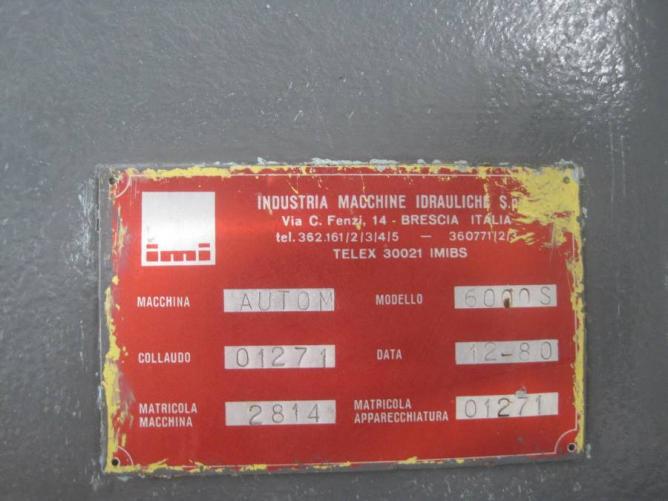 INDUSTRIA MACCHINE IDRAULICHE S.p
Via C. Fenzi, 14 - BRESCIA ITALIA
tel. 362.161/2/3/4/5 — 360771/2/3
TELEX 30021 IMIBS
imi
MACCHINA AUTOM MODELLO 6000S
COLLAUDO 01271 DATA 12-80
MATRICOLA MACCHINA 2814 MATRICOLA APPARECCHIATURA 01271